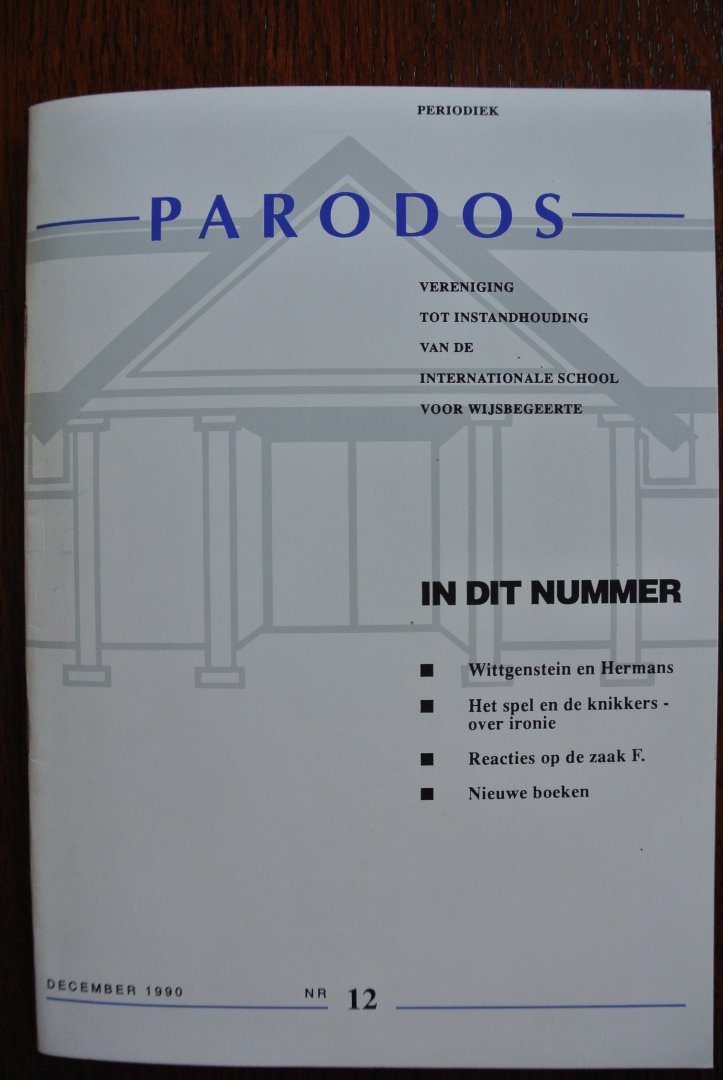 PERIODIEK
PARODOS
VERENIGING
TOT INSTANDHOUDING
VAN DE
INTERNATIONALE SCHOOL
VOOR WIJSBEGEERTE
IN DIT NUMMER
■ Wittgenstein en Hermans
■ Het spel en de knikkers -
over ironie
■ Reacties op de zaak F.
■ Nieuwe boeken
DECEMBER 1990 NR 12